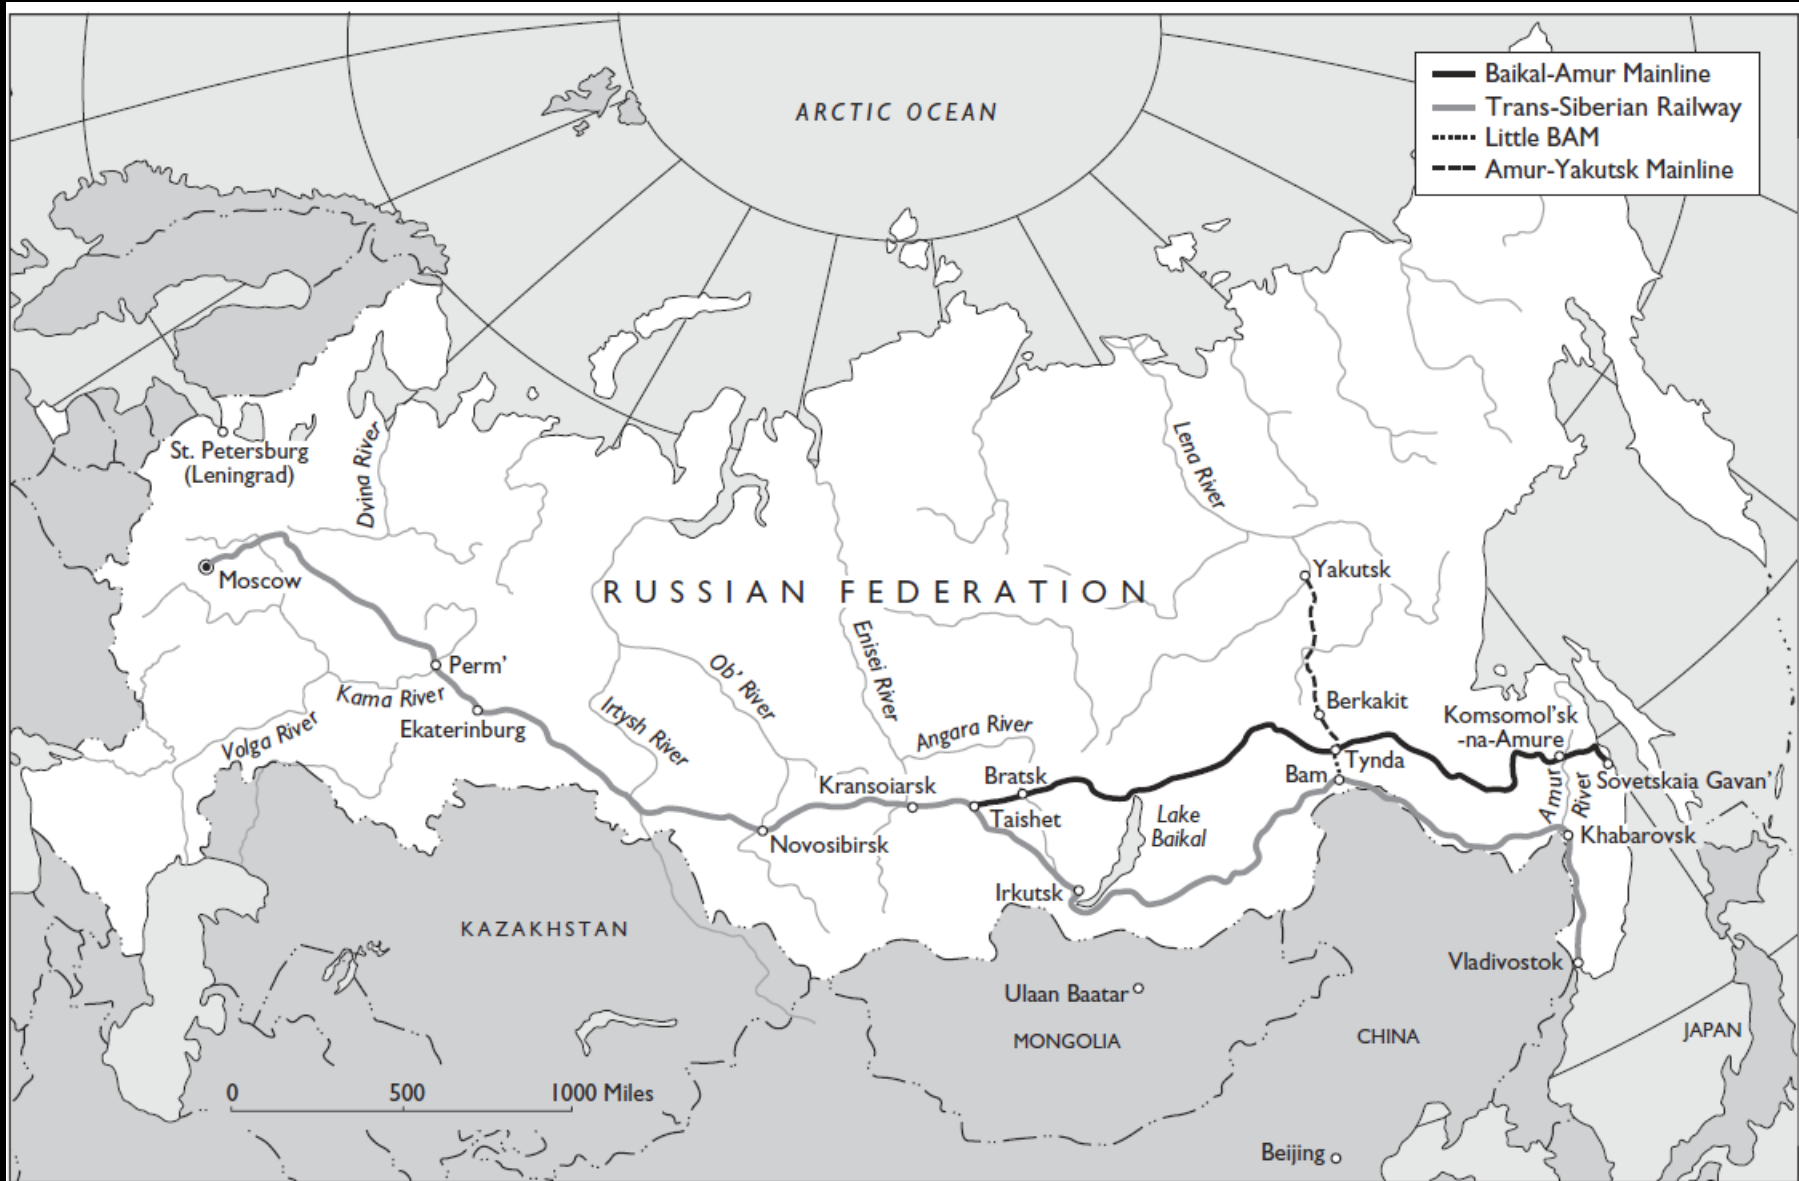 ARCTIC OCEAN
Baikal-Amur Mainline
Trans-Siberian Railway
Little BAM
Amur-Yakutsk Mainline
St. Petersburg
(Leningrad)
Dvina River
Lena River
Moscow
RUSSIAN FEDERATION
Yakutsk
Perm'
Kama River
Ekaterinburg
Volga River
Irtysh River
Ob' River
Enisei River
Angara River
Berkakit
Komsomol'sk
-na-Amure
Kransoiarsk
Bratsk
Taishet
Bam
Tynda
Sovetskaia Gavan'
Amur
River
Lake
Baikal
Novosibirsk
Khabarovsk
Irkutsk
KAZAKHSTAN
Vladivostok
Ulaan Baatar
MONGOLIA
CHINA
JAPAN
0 500 1000 Miles
Beijing